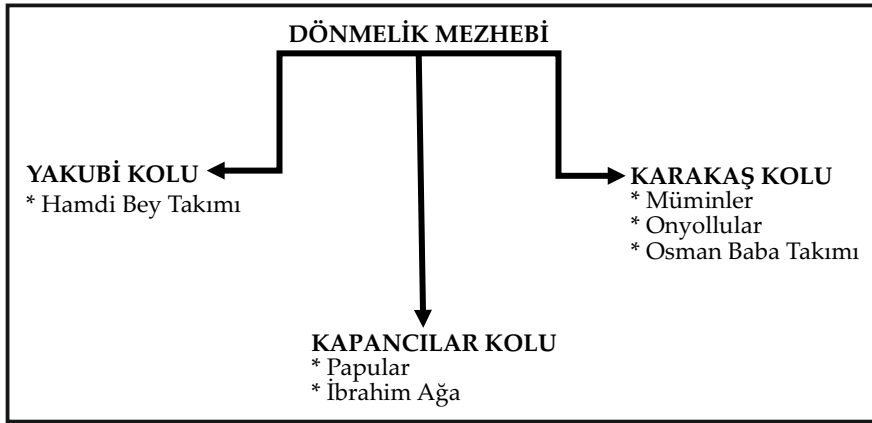 DÖNMELİK MEZHEBİ
YAKUBİ KOLU
* Hamdi Bey Takımı
KARAKAŞ KOLU
* Müminler
* Onyollular
* Osman Baba Takımı
KAPANCILAR KOLU
* Papular
* İbrahim Ağa